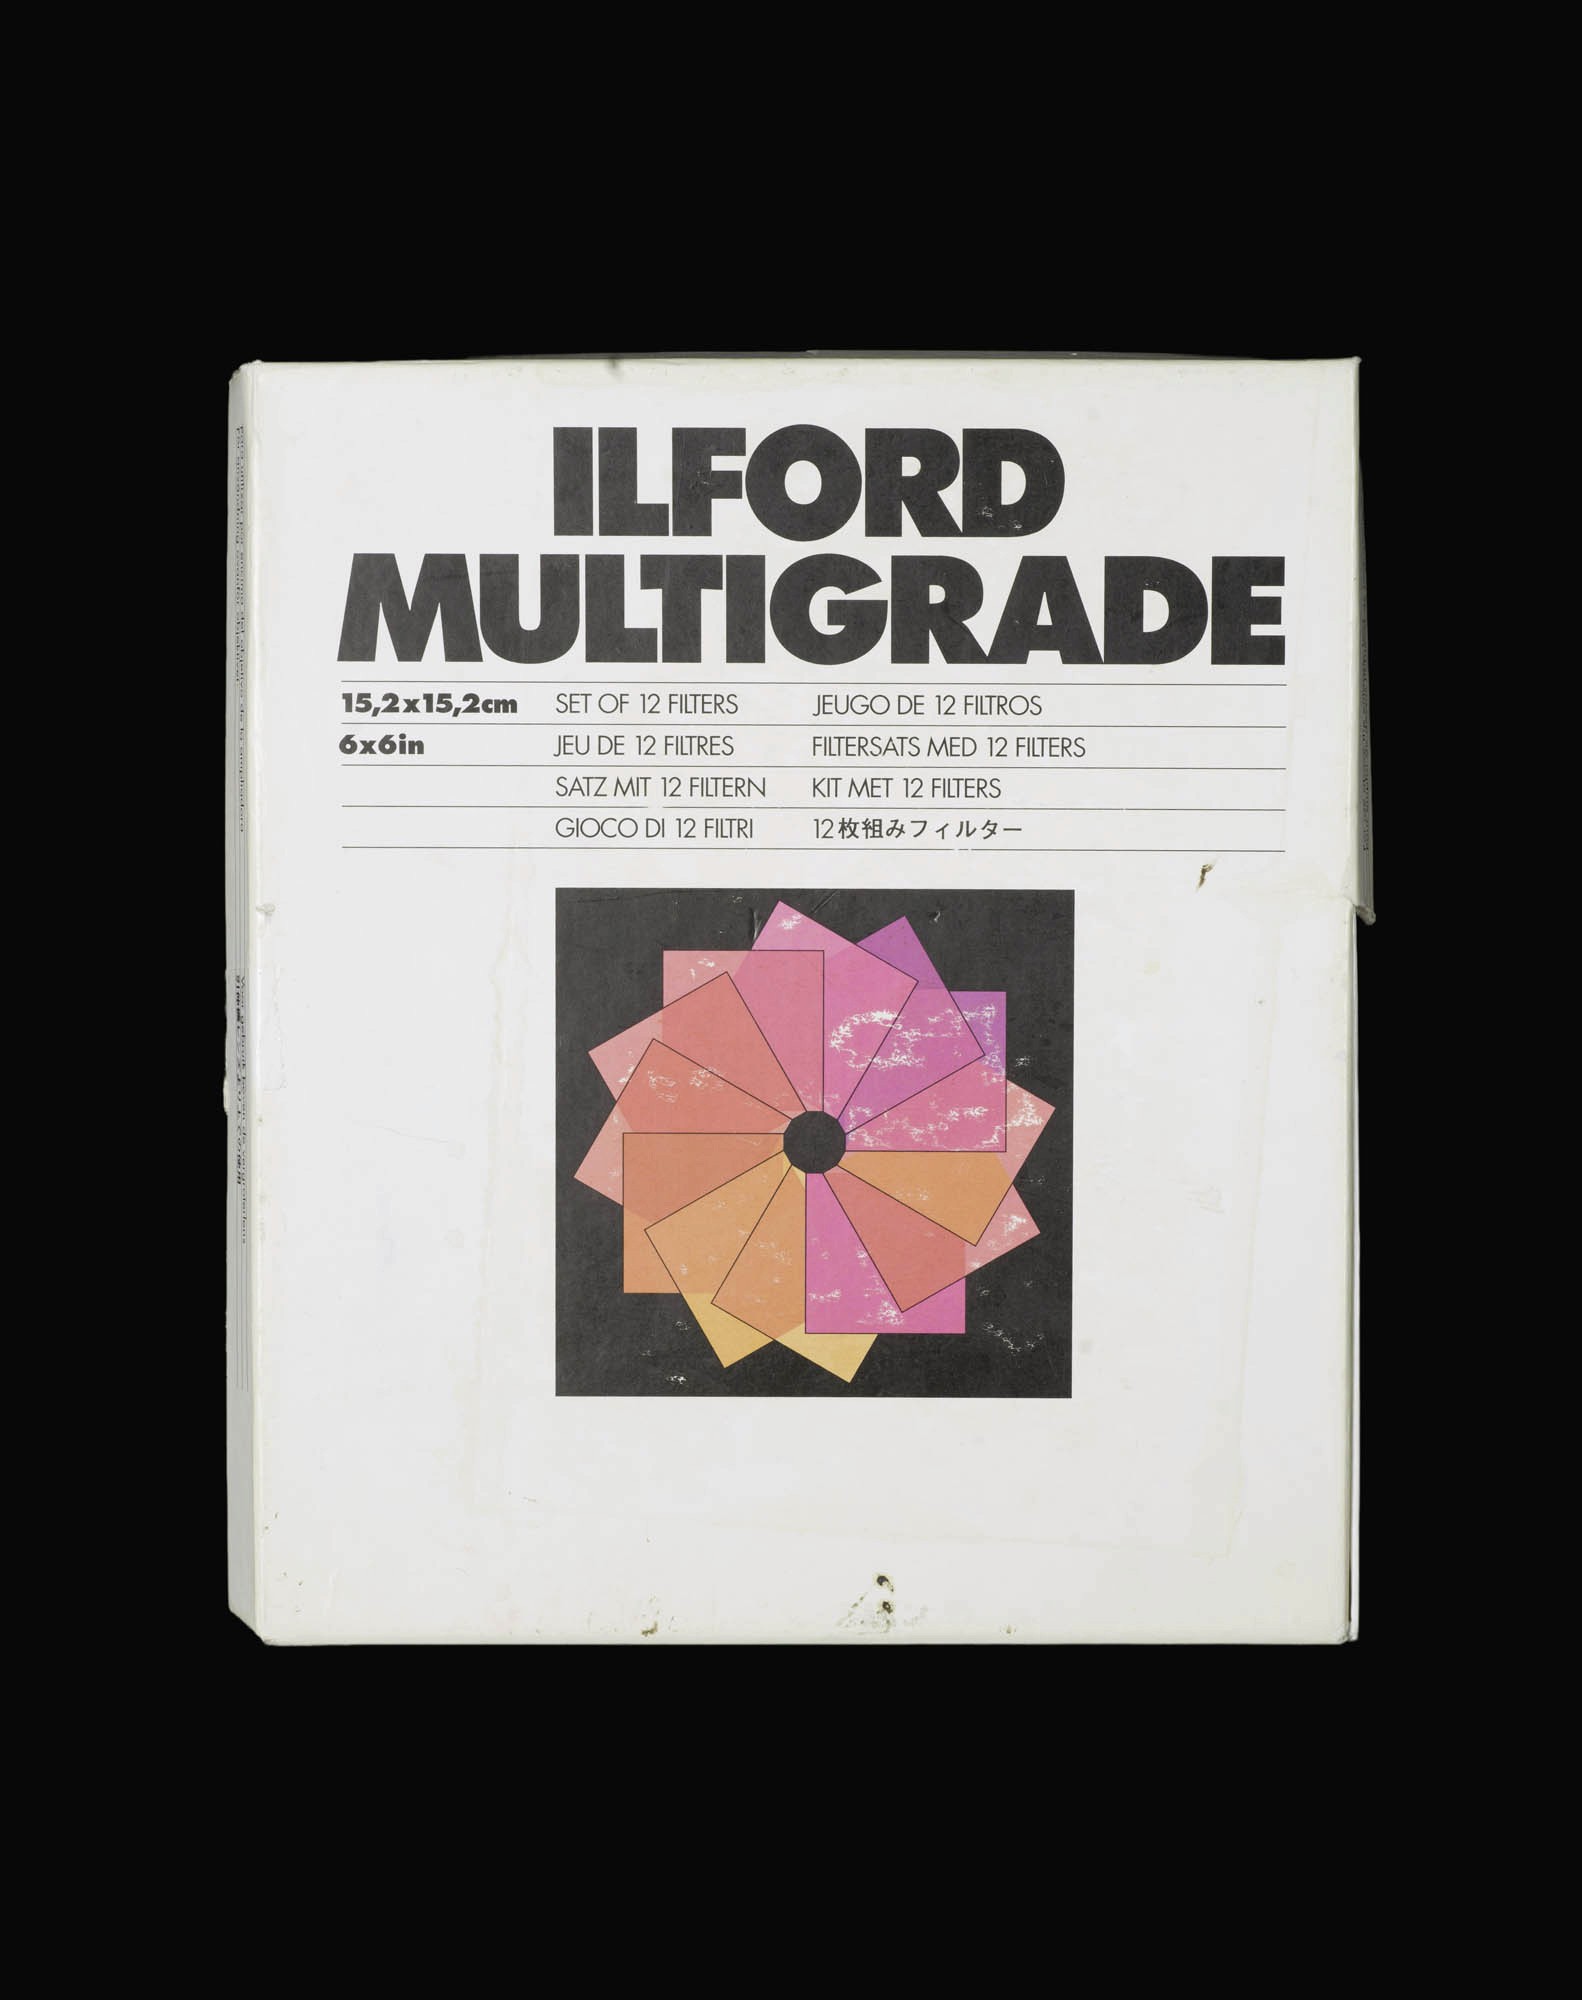 ILFORD
MULTIGRADE
15,2x15,2cm SET OF 12 FILTERS JEUGO DE 12 FILTROS
6x6in JEU DE 12 FILTRES FILTERSATS MED 12 FILTERS
SATZ MIT 12 FILTERN KIT MET 12 FILTERS
GIOCO DI 12 FILTRI 12枚組みフィルター